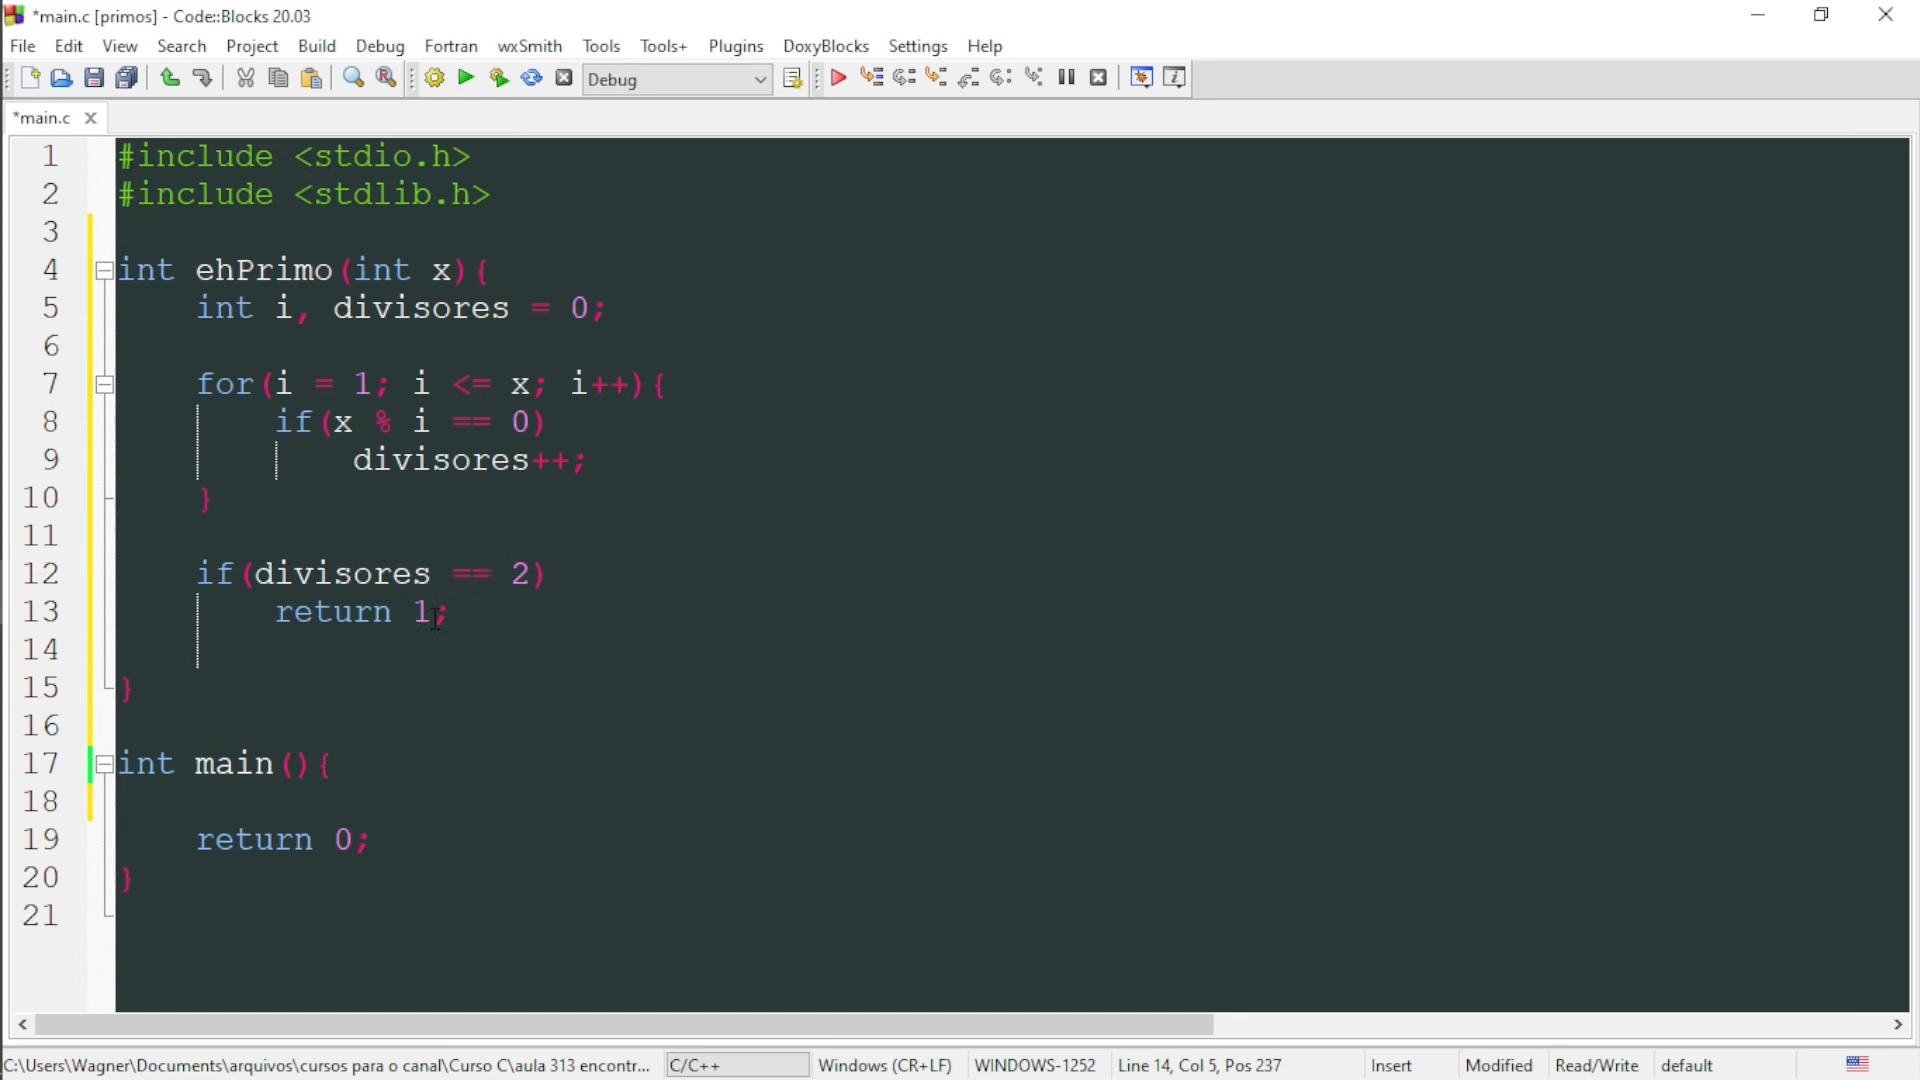 *main.c [primos] - Code::Blocks 20.03
File Edit View Search Project Build Debug Fortran wxSmith Tools Tools+ Plugins DoxyBlocks Settings Help
Debug
*main.c
1 #include <stdio.h>
2 #include <stdlib.h>
3
4 int ehPrimo(int x){
5 int i, divisores = 0;
6
7 for(i = 1; i <= x; i++){
8 if(x % i == 0)
9 divisores++;
10 }
11
12 if(divisores == 2)
13 return 1;
14
15 }
16
17 int main(){
18
19 return 0;
20 }
21
C:\Users\Wagner\Documents\arquivos\cursos para o canal\Curso C\aula 313 encontr... C/C++ Windows (CR+LF) WINDOWS-1252 Line 14, Col 5, Pos 237 Insert Modified Read/Write default